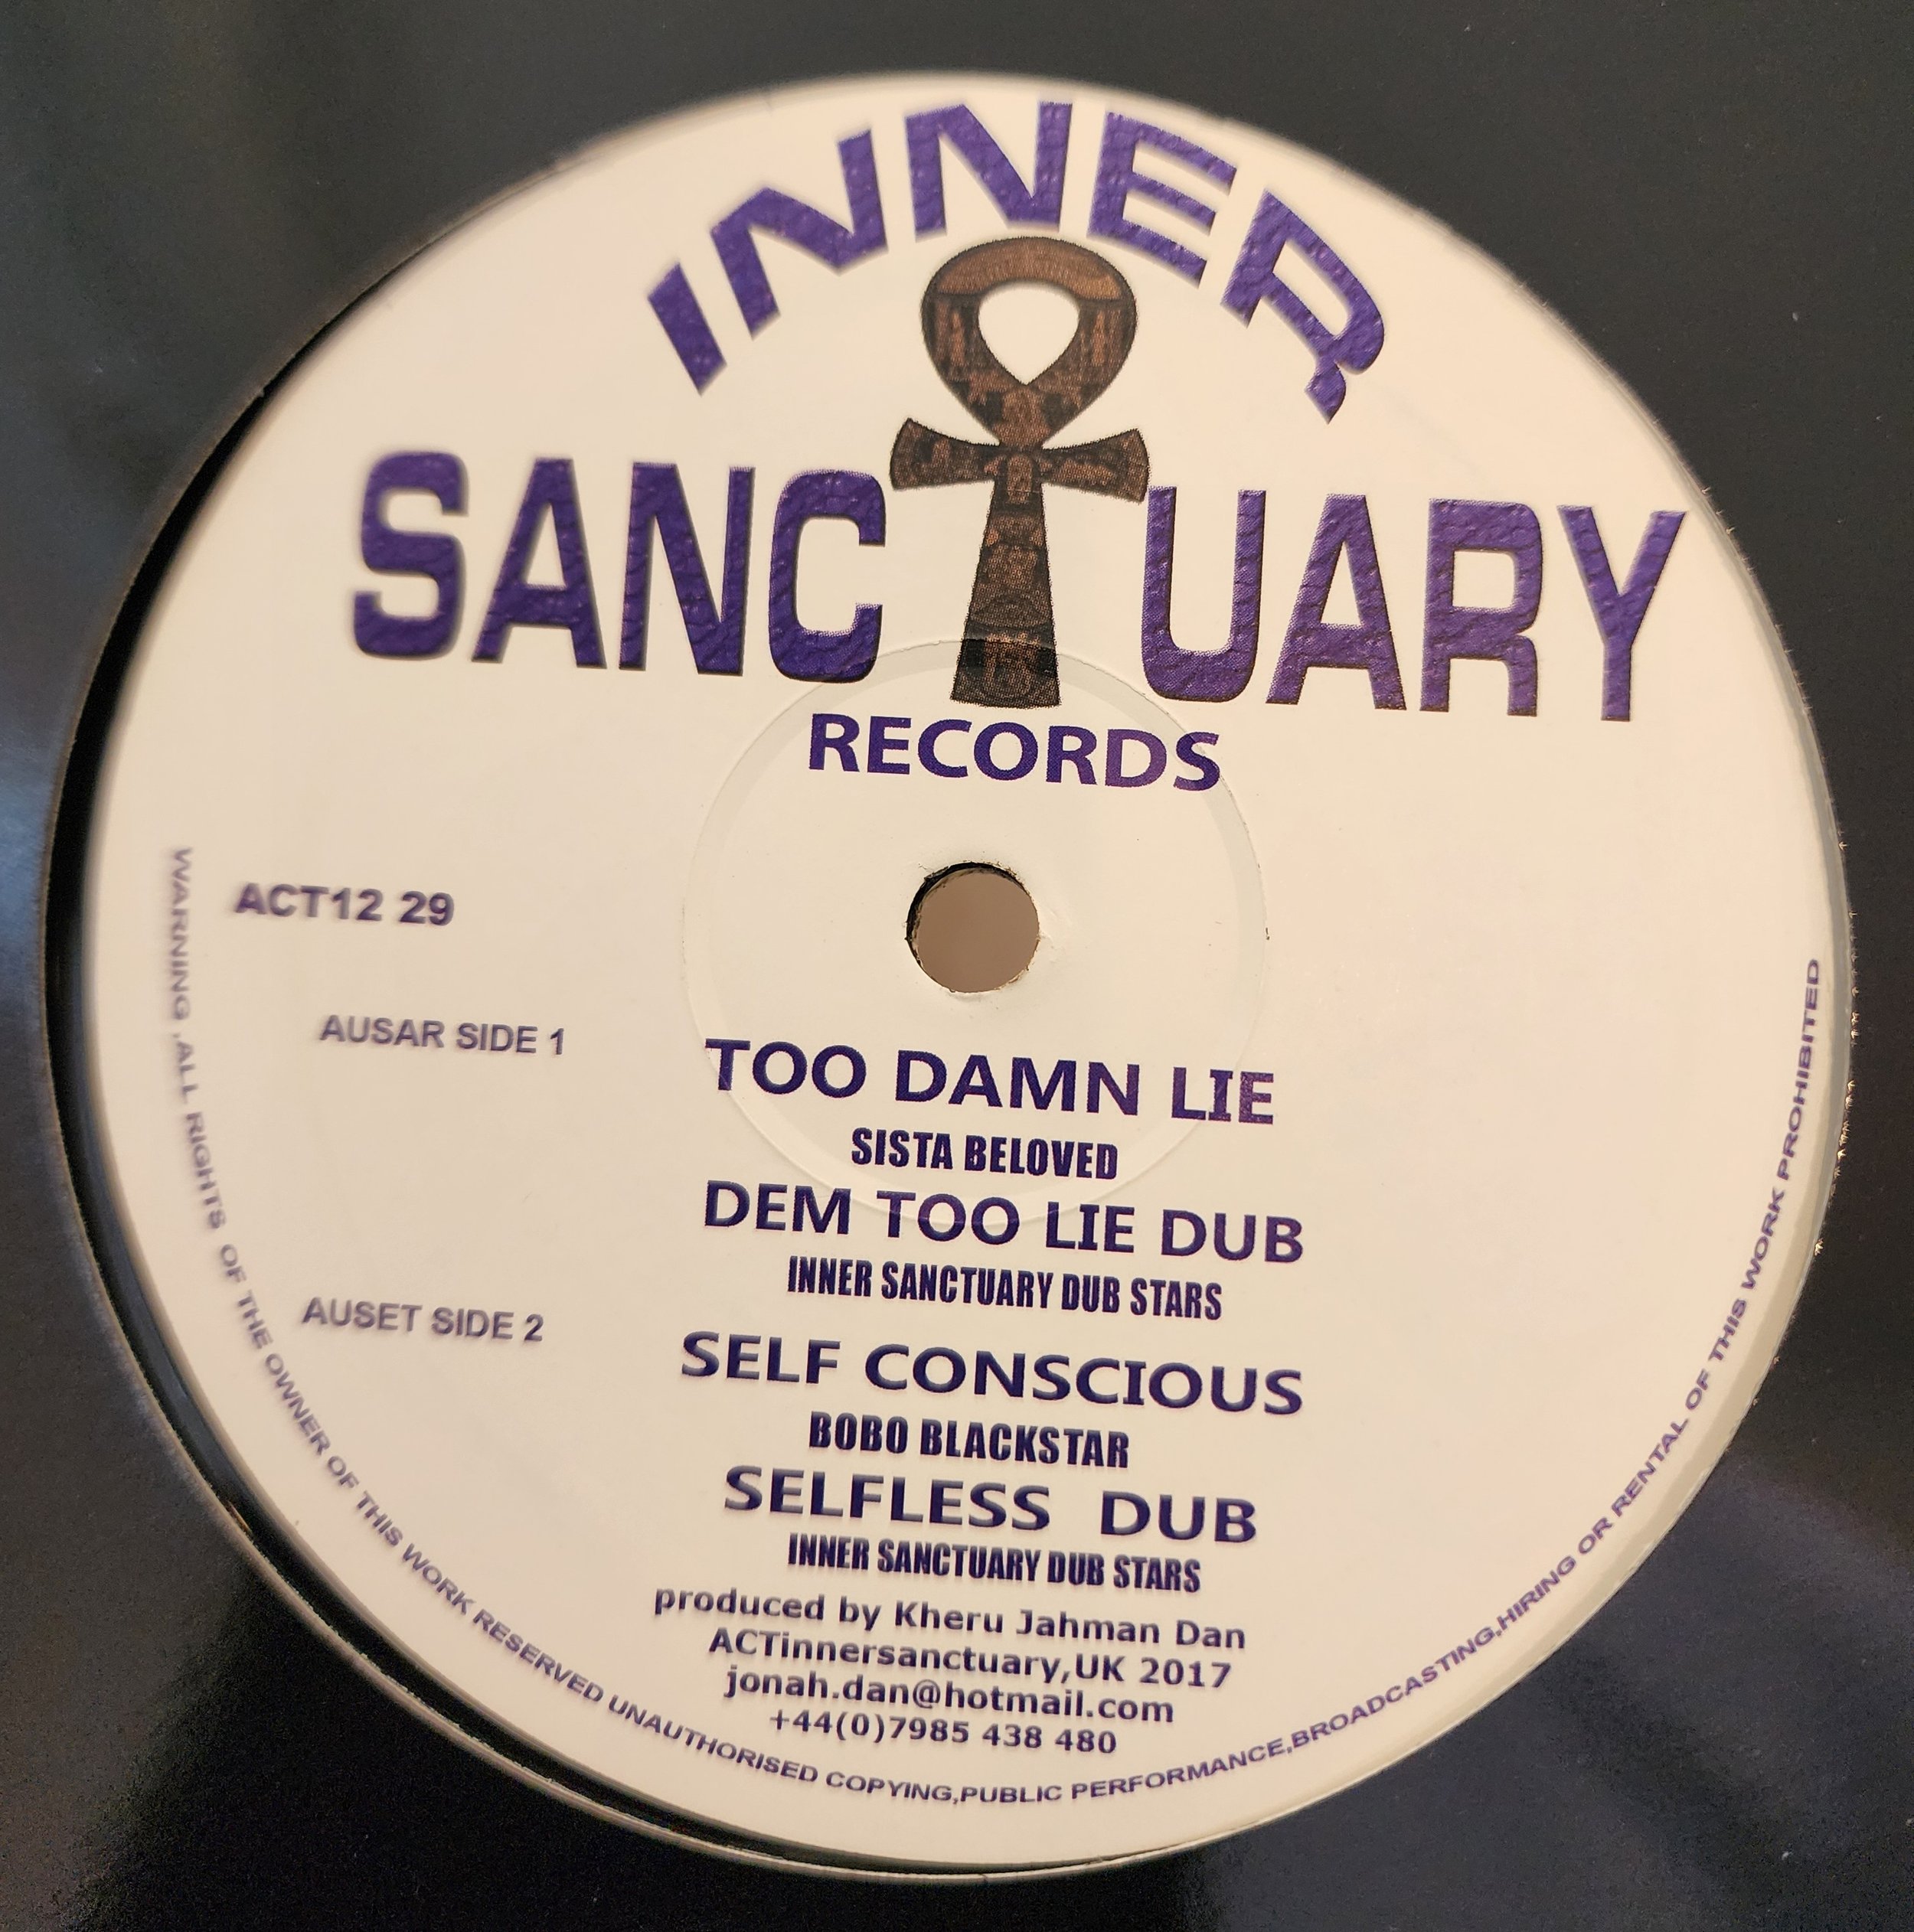 INNER
SANCTUARY
RECORDS
ACT12 29
AUSAR SIDE 1
TOO DAMN LIE
SISTA BELOVED
DEM TOO LIE DUB
INNER SANCTUARY DUB STARS
AUSET SIDE 2
SELF CONSCIOUS
BOBO BLACKSTAR
SELFLESS DUB
INNER SANCTUARY DUB STARS
produced by Kheru Jahman Dan
ACTinnersanctuary,UK 2017
jonah.dan@hotmail.com
+44(0)7985 438 480
WARNING ,ALL RIGHTS OF THE OWNER OF THIS WORK RESERVED UNAUTHORISED COPYING,PUBLIC PERFORMANCE,BROADCASTING,HIRING OR RENTAL OF THIS WORK PROHIBITED